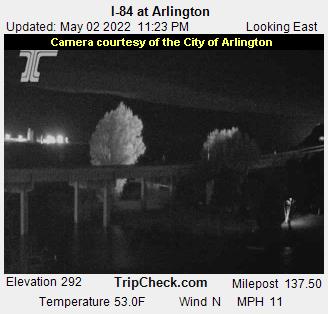 I-84 at Arlington
Updated: May 02 2022 11:23 PM Looking East
Camera courtesy of the City of Arlington
Elevation 292 TripCheck.com Milepost 137.50
Temperature 53.0F Wind N MPH 11